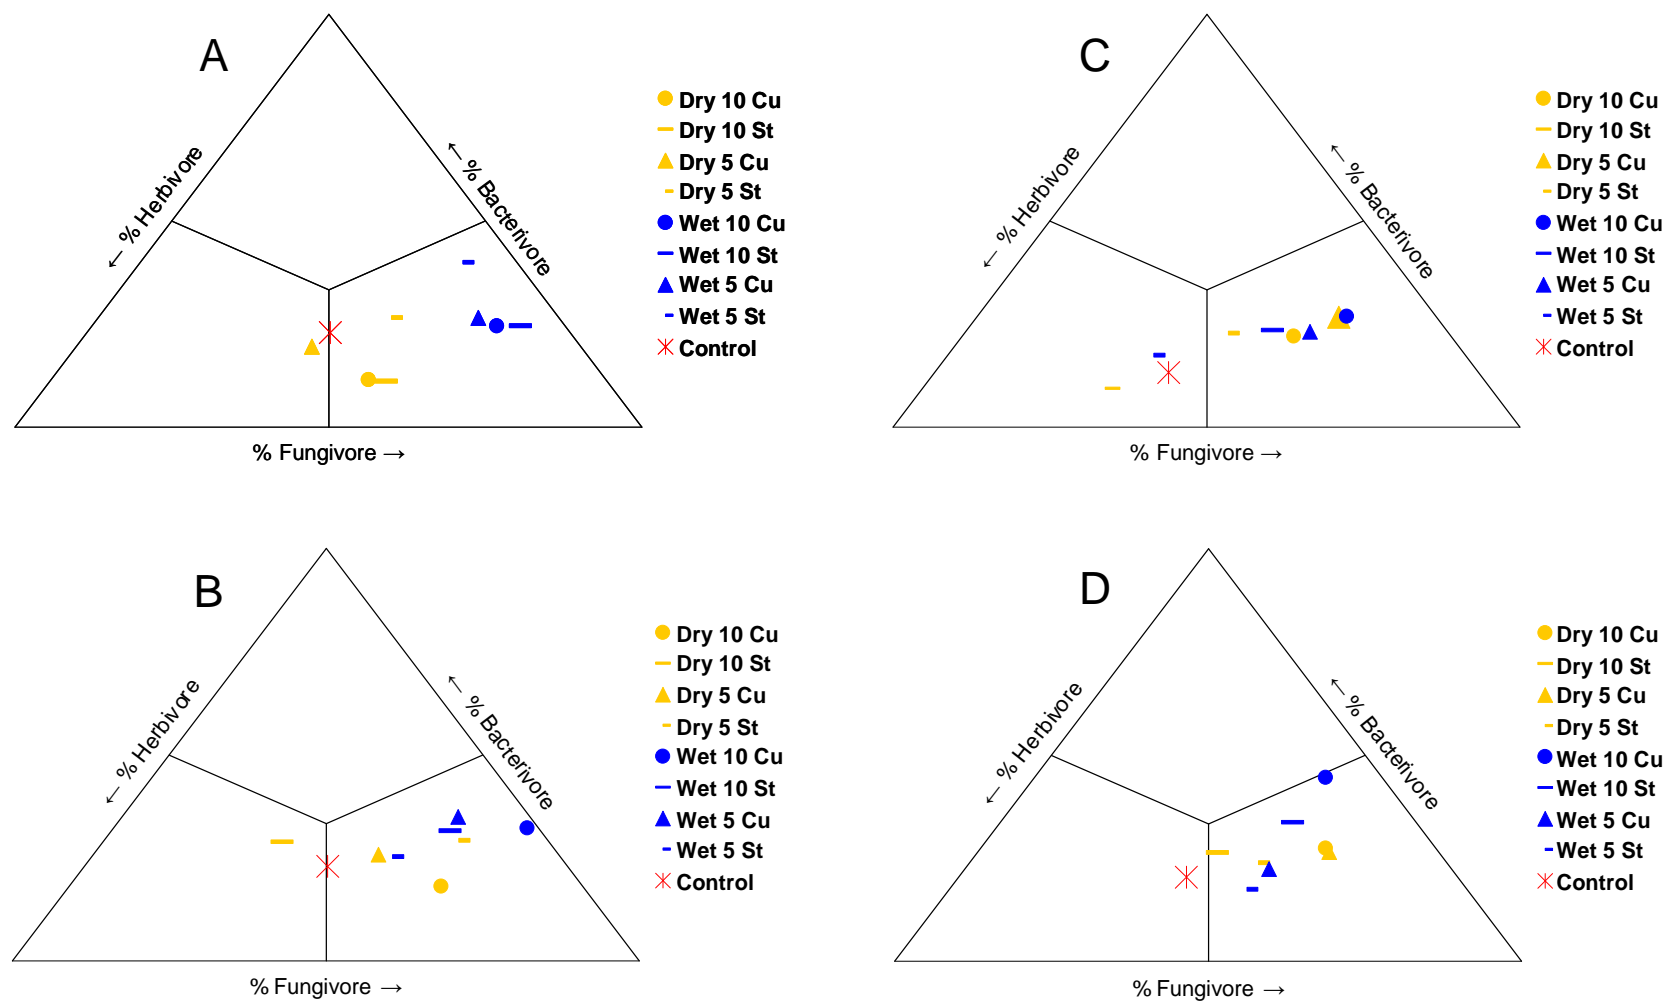 A
← % Herbivore
← % Bacterivore
% Fungivore →
Dry 10 Cu
Dry 10 St
Dry 5 Cu
Dry 5 St
Wet 10 Cu
Wet 10 St
Wet 5 Cu
Wet 5 St
Control
C
← % Herbivore
← % Bacterivore
% Fungivore →
Dry 10 Cu
Dry 10 St
Dry 5 Cu
Dry 5 St
Wet 10 Cu
Wet 10 St
Wet 5 Cu
Wet 5 St
Control
B
← % Herbivore
← % Bacterivore
% Fungivore →
Dry 10 Cu
Dry 10 St
Dry 5 Cu
Dry 5 St
Wet 10 Cu
Wet 10 St
Wet 5 Cu
Wet 5 St
Control
D
← % Herbivore
← % Bacterivore
% Fungivore →
Dry 10 Cu
Dry 10 St
Dry 5 Cu
Dry 5 St
Wet 10 Cu
Wet 10 St
Wet 5 Cu
Wet 5 St
Control